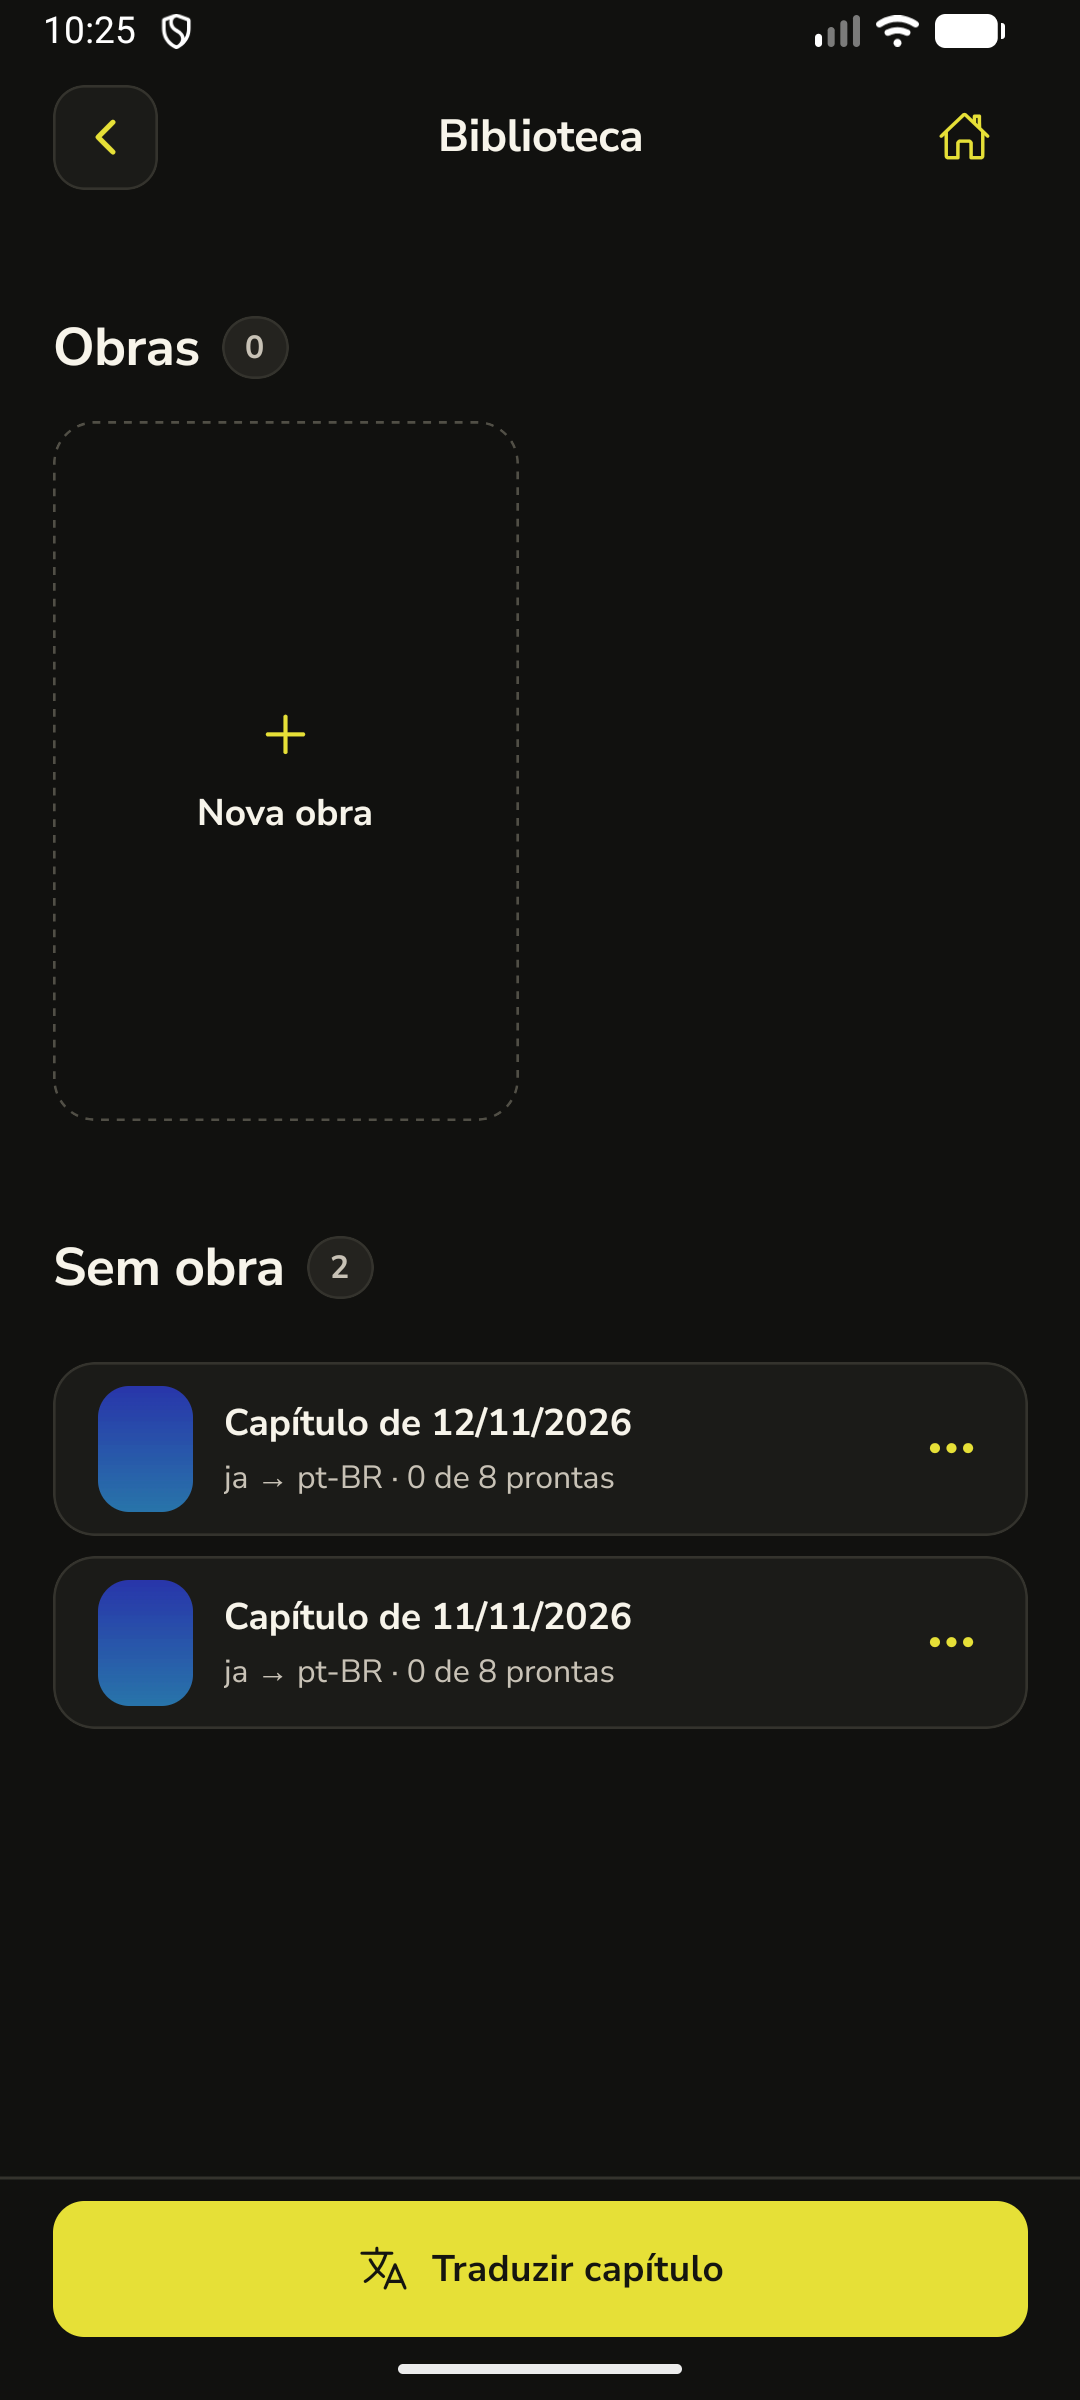 10:25
Biblioteca
Obras 0
Nova obra
Sem obra 2
Capítulo de 12/11/2026
ja → pt-BR · 0 de 8 prontas
Capítulo de 11/11/2026
ja → pt-BR · 0 de 8 prontas
Traduzir capítulo